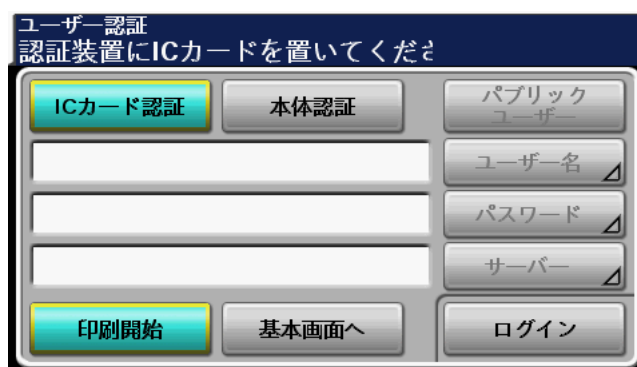 ユーザー認証
認証装置にICカードを置いてくださ
ICカード認証
本体認証
パブリック
ユーザー
ユーザー名
パスワード
サーバー
印刷開始
基本画面へ
ログイン